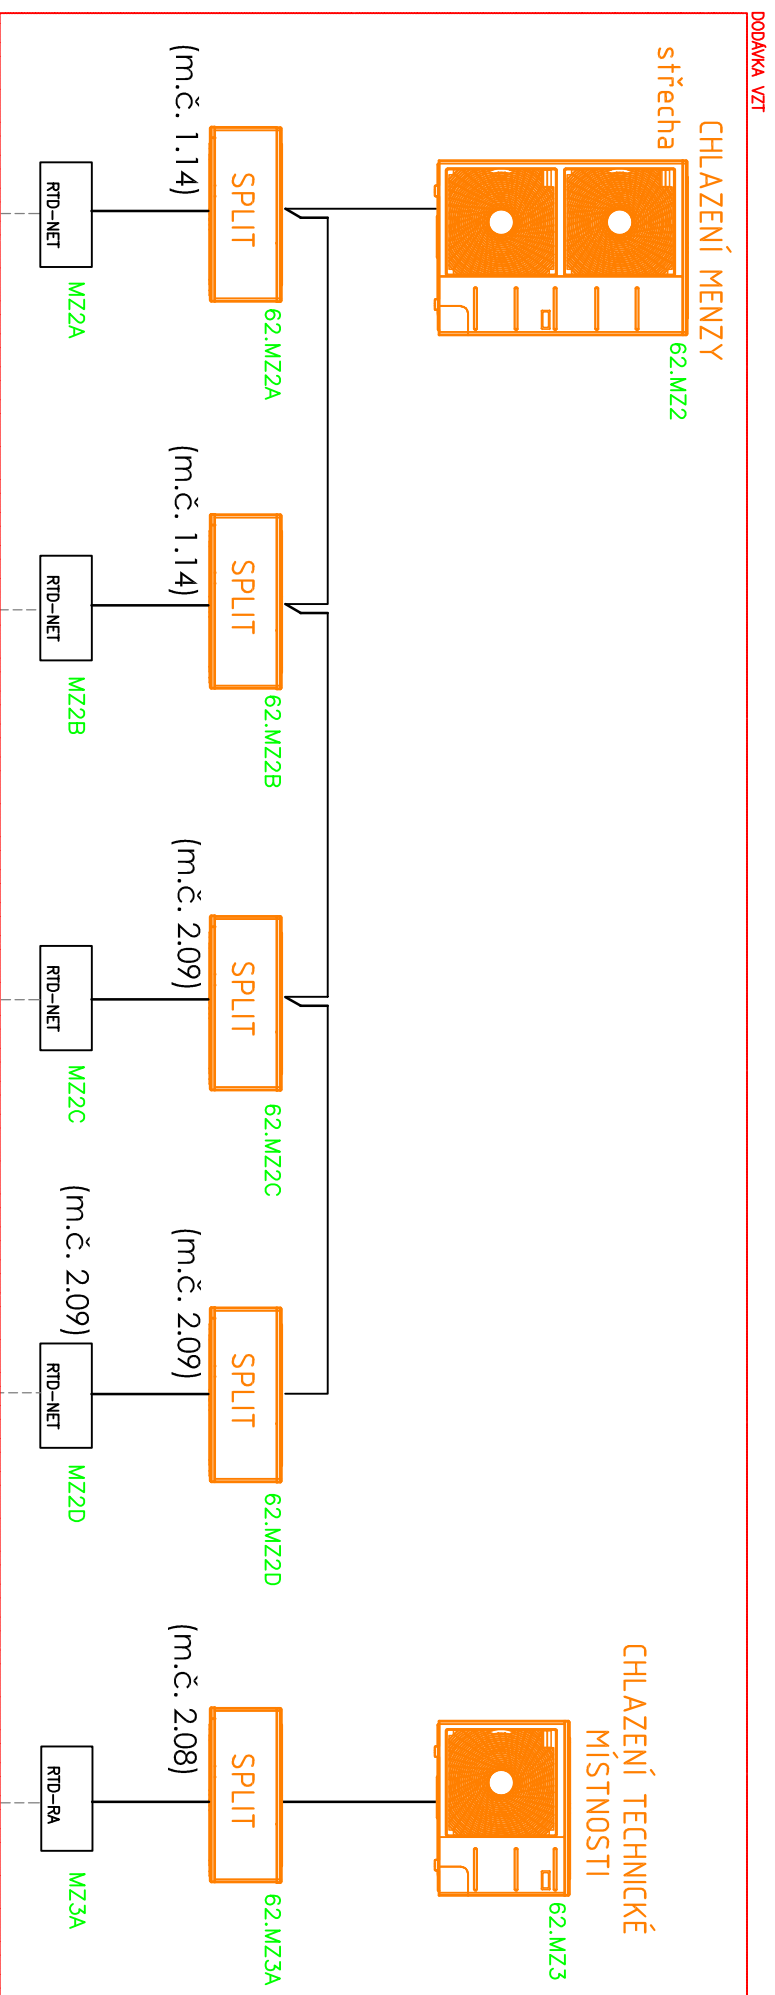 DODÁVKA VZT
CHLAZENÍ MENZY
střecha
62.MZ2
CHLAZENÍ TECHNICKÉ
MÍSTNOSTI
62.MZ3
SPLIT
62.MZ2A
(m.č. 1.14)
SPLIT
62.MZ2B
(m.č. 1.14)
SPLIT
62.MZ2C
(m.č. 2.09)
SPLIT
62.MZ2D
(m.č. 2.09)
SPLIT
62.MZ3A
(m.č. 2.08)
RTD-NET
MZ2A
RTD-NET
MZ2B
RTD-NET
MZ2C
(m.č. 2.09)
RTD-NET
MZ2D
RTD-RA
MZ3A